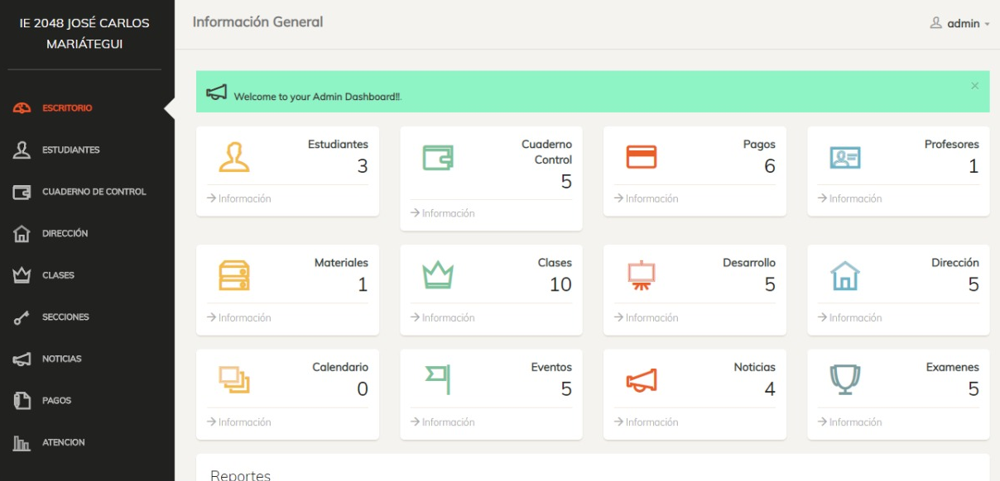 IE 2048 JOSÉ CARLOS
MARIÁTEGUI
ESCRITORIO
ESTUDIANTES
CUADERNO DE CONTROL
DIRECCIÓN
CLASES
SECCIONES
NOTICIAS
PAGOS
ATENCION
Información General
admin
Welcome to your Admin Dashboard!!.
Estudiantes
3
Información
Cuaderno
Control
5
Información
Pagos
6
Información
Profesores
1
Información
Materiales
1
Información
Clases
10
Información
Desarrollo
5
Información
Dirección
5
Información
Calendario
0
Información
Eventos
5
Información
Noticias
4
Información
Examenes
5
Información
Reportes